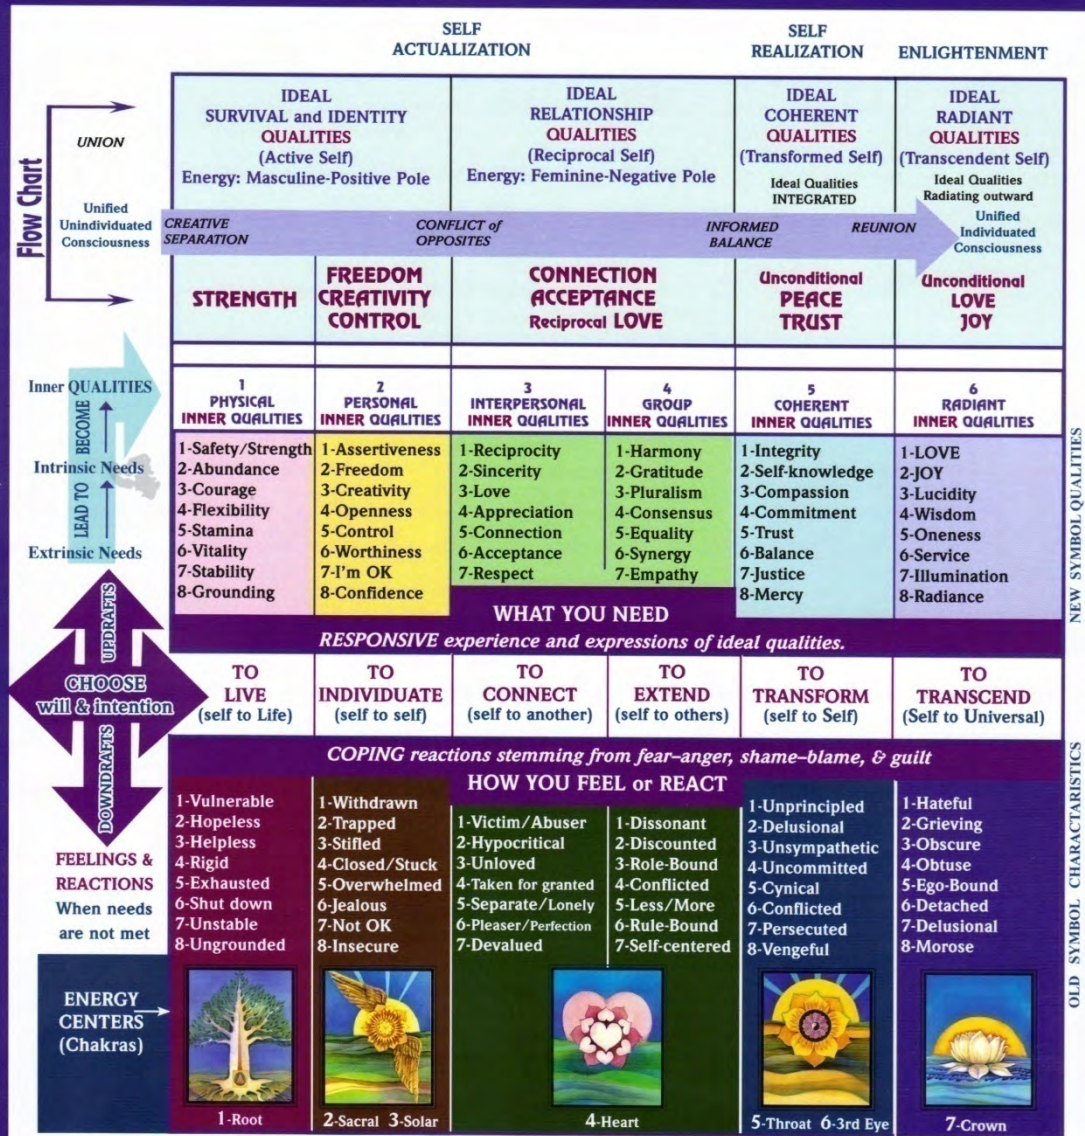 SELF
ACTUALIZATION
SELF
REALIZATION
ENLIGHTENMENT
Flow Chart
UNION
Unified
Unindividuated
Consciousness
IDEAL
SURVIVAL and IDENTITY
QUALITIES
(Active Self)
Energy: Masculine-Positive Pole
IDEAL
RELATIONSHIP
QUALITIES
(Reciprocal Self)
Energy: Feminine-Negative Pole
IDEAL
COHERENT
QUALITIES
(Transformed Self)
Ideal Qualities
INTEGRATED
IDEAL
RADIANT
QUALITIES
(Transcendent Self)
Ideal Qualities
Radiating outward
Unified
Individuated
Consciousness
CREATIVE
SEPARATION
CONFLICT of
OPPOSITES
INFORMED
BALANCE
REUNION
STRENGTH
FREEDOM
CREATIVITY
CONTROL
CONNECTION
ACCEPTANCE
Reciprocal LOVE
Unconditional
PEACE
TRUST
Unconditional
LOVE
JOY
Inner QUALITIES
BECOME
Intrinsic Needs
LEAD TO
Extrinsic Needs
1
PHYSICAL
INNER QUALITIES
1-Safety/Strength
2-Abundance
3-Courage
4-Flexibility
5-Stamina
6-Vitality
7-Stability
8-Grounding
2
PERSONAL
INNER QUALITIES
1-Assertiveness
2-Freedom
3-Creativity
4-Openness
5-Control
6-Worthiness
7-I'm OK
8-Confidence
3
INTERPERSONAL
INNER QUALITIES
1-Reciprocity
2-Sincerity
3-Love
4-Appreciation
5-Connection
6-Acceptance
7-Respect
4
GROUP
INNER QUALITIES
1-Harmony
2-Gratitude
3-Pluralism
4-Consensus
5-Equality
6-Synergy
7-Empathy
5
COHERENT
INNER QUALITIES
1-Integrity
2-Self-knowledge
3-Compassion
4-Commitment
5-Trust
6-Balance
7-Justice
8-Mercy
6
RADIANT
INNER QUALITIES
1-LOVE
2-JOY
3-Lucidity
4-Wisdom
5-Oneness
6-Service
7-Illumination
8-Radiance
NEW SYMBOL QUALITIES
WHAT YOU NEED
RESPONSIVE experience and expressions of ideal qualities.
UPDRAFTS
CHOOSE
will & intention
DOWNDRAFTS
TO
LIVE
(self to Life)
TO
INDIVIDUATE
(self to self)
TO
CONNECT
(self to another)
TO
EXTEND
(self to others)
TO
TRANSFORM
(self to Self)
TO
TRANSCEND
(Self to Universal)
COPING reactions stemming from fear–anger, shame–blame, & guilt
HOW YOU FEEL or REACT
FEELINGS &
REACTIONS
When needs
are not met
1-Vulnerable
2-Hopeless
3-Helpless
4-Rigid
5-Exhausted
6-Shut down
7-Unstable
8-Ungrounded
1-Withdrawn
2-Trapped
3-Stifled
4-Closed/Stuck
5-Overwhelmed
6-Jealous
7-Not OK
8-Insecure
1-Victim/Abuser
2-Hypocritical
3-Unloved
4-Taken for granted
5-Separate/Lonely
6-Pleaser/Perfection
7-Devalued
1-Dissonant
2-Discounted
3-Role-Bound
4-Conflicted
5-Less/More
6-Rule-Bound
7-Self-centered
1-Unprincipled
2-Delusional
3-Unsympathetic
4-Uncommitted
5-Cynical
6-Conflicted
7-Persecuted
8-Vengeful
1-Hateful
2-Grieving
3-Obscure
4-Obtuse
5-Ego-Bound
6-Detached
7-Delusional
8-Morose
OLD SYMBOL CHARACTARISTICS
ENERGY
CENTERS
(Chakras)
1-Root
2-Sacral 3-Solar
4-Heart
5-Throat 6-3rd Eye
7-Crown